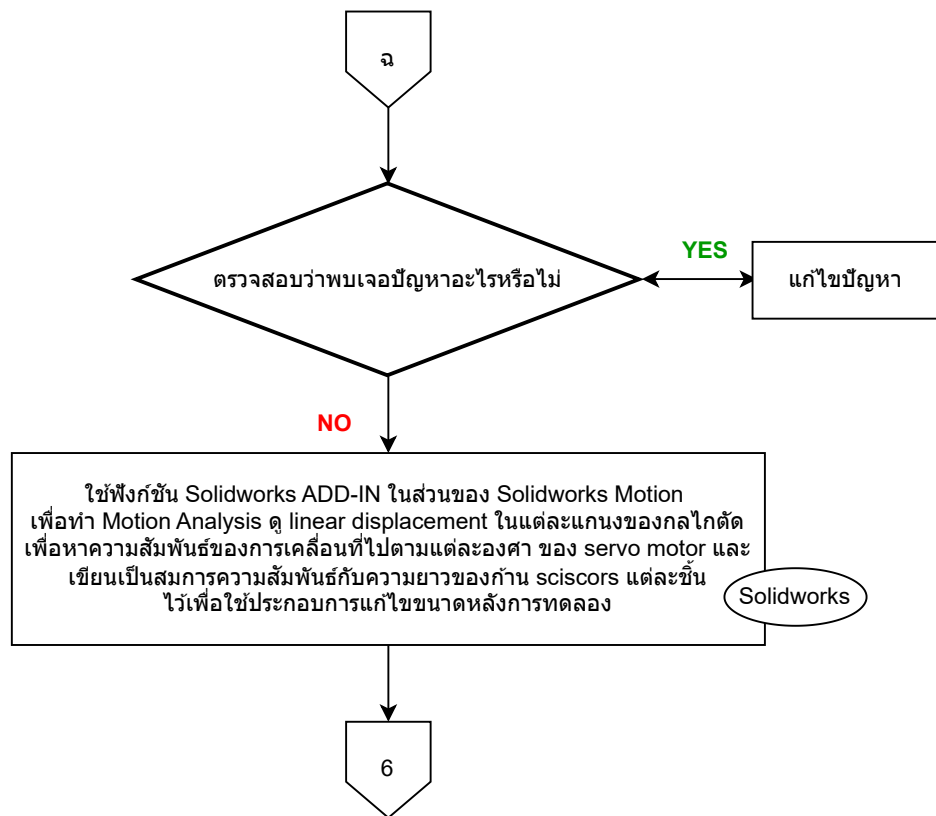 ฉ
ตรวจสอบว่าพบเจอปัญหาอะไรหรือไม่
YES
แก้ไขปัญหา
NO
ใช้ฟังก์ชัน Solidworks ADD-IN ในส่วนของ Solidworks Motion
เพื่อทำ Motion Analysis ดู linear displacement ในแต่ละแกนงของกลไกตัด
เพื่อหาความสัมพันธ์ของการเคลื่อนที่ไปตามแต่ละองศา ของ servo motor และ
เขียนเป็นสมการความสัมพันธ์กับความยาวของก้าน sciscors แต่ละชิ้น
ไว้เพื่อใช้ประกอบการแก้ไขขนาดหลังการทดลอง
Solidworks
6